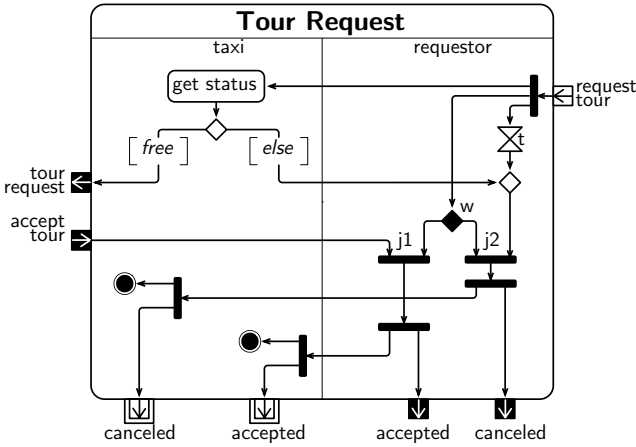 Tour Request
taxi
requestor
get status
request
tour
t
[ free ]
[ else ]
tour
request
w
accept
tour
j1
j2
canceled
accepted
accepted
canceled